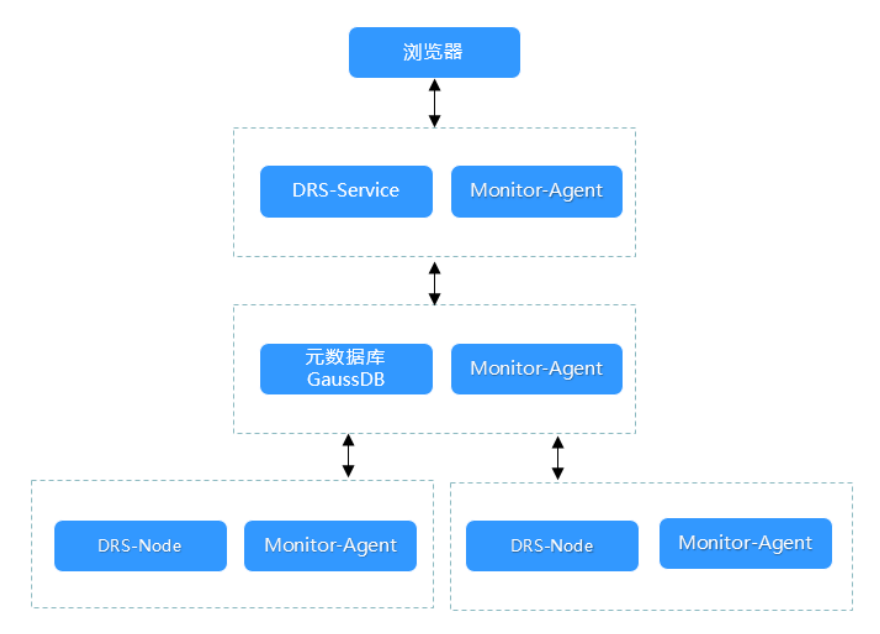 浏览器
DRS-Service
Monitor-Agent
元数据库
GaussDB
Monitor-Agent
DRS-Node
Monitor-Agent
DRS-Node
Monitor-Agent